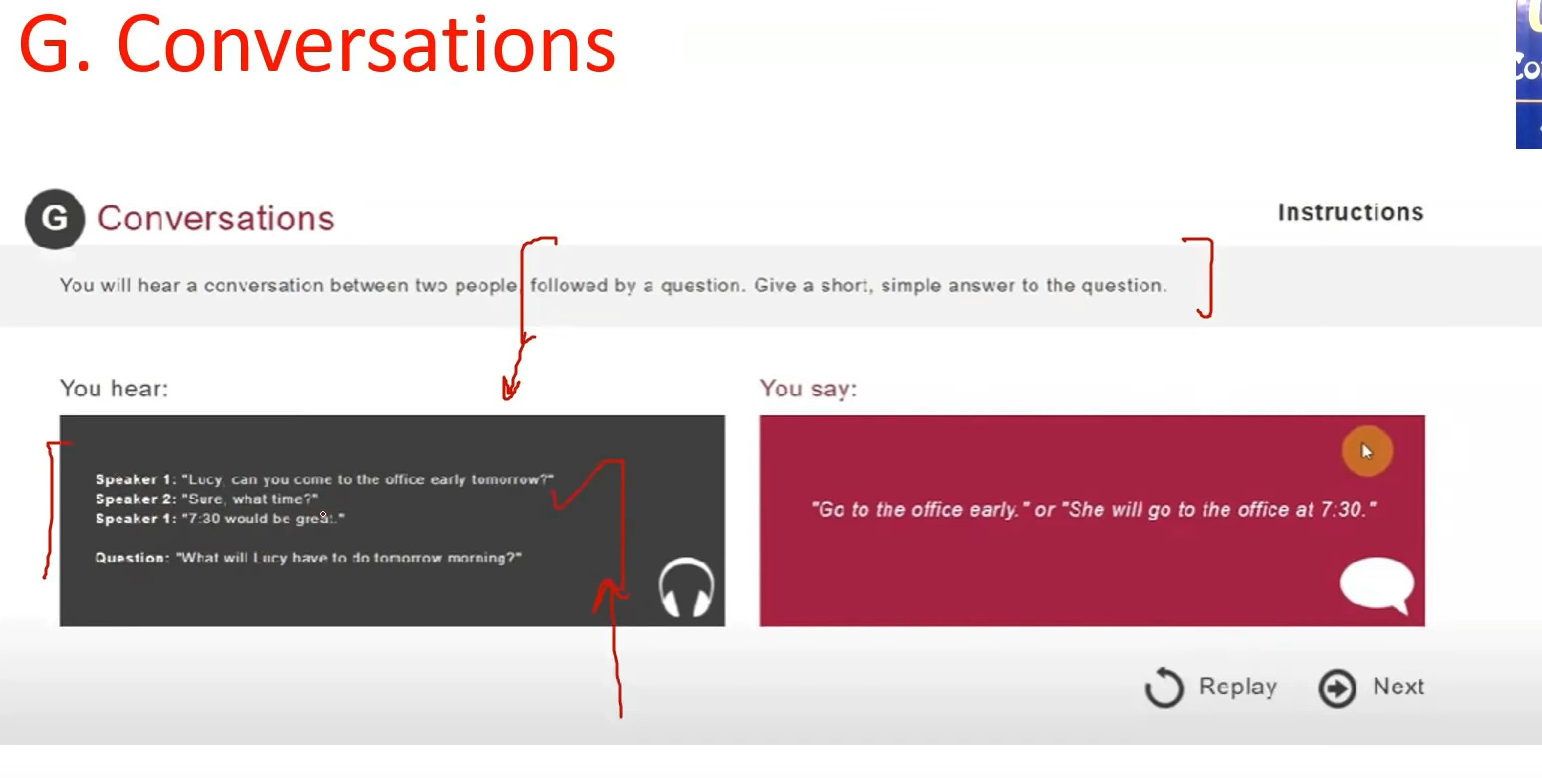 G. Conversations
G Conversations
Instructions
You will hear a conversation between two people, followed by a question. Give a short, simple answer to the question.
You hear:
Speaker 1: "Lucy, can you come to the office early tomorrow?"
Speaker 2: "Sure, what time?"
Speaker 1: "7:30 would be great."
Question: "What will Lucy have to do tomorrow morning?"
You say:
"Go to the office early." or "She will go to the office at 7:30."
Replay
Next